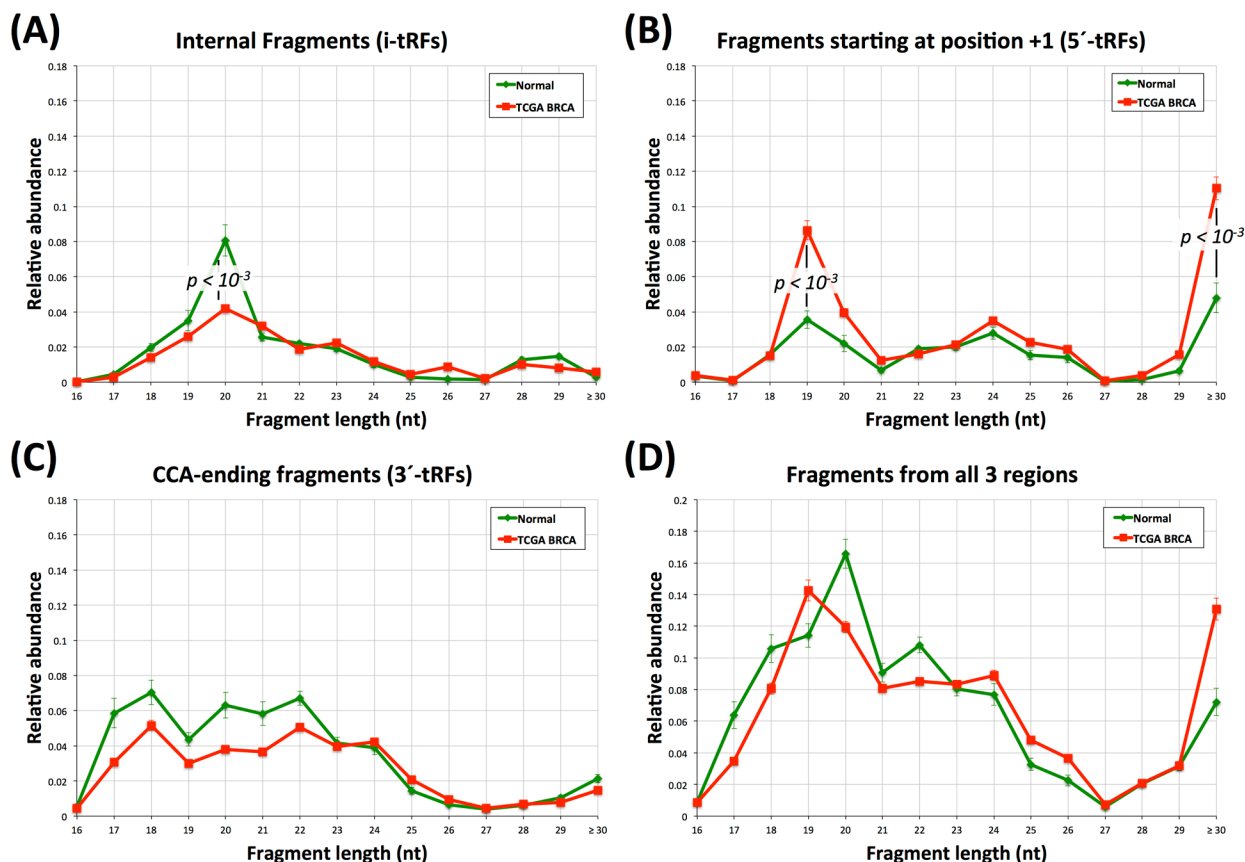 (A)
Internal Fragments (i-tRFs)
Relative abundance
0.18
0.16
0.14
0.12
0.1
0.08
0.06
0.04
0.02
0
Normal
TCGA BRCA
p < 10-3
16 17 18 19 20 21 22 23 24 25 26 27 28 29 ≥ 30
Fragment length (nt)
(B)
Fragments starting at position +1 (5´-tRFs)
Relative abundance
0.18
0.16
0.14
0.12
0.1
0.08
0.06
0.04
0.02
0
Normal
TCGA BRCA
p < 10-3
p < 10-3
16 17 18 19 20 21 22 23 24 25 26 27 28 29 ≥ 30
Fragment length (nt)
(C)
CCA-ending fragments (3´-tRFs)
Relative abundance
0.18
0.16
0.14
0.12
0.1
0.08
0.06
0.04
0.02
0
Normal
TCGA BRCA
16 17 18 19 20 21 22 23 24 25 26 27 28 29 ≥ 30
Fragment length (nt)
(D)
Fragments from all 3 regions
Relative abundance
0.2
0.18
0.16
0.14
0.12
0.1
0.08
0.06
0.04
0.02
0
Normal
TCGA BRCA
16 17 18 19 20 21 22 23 24 25 26 27 28 29 ≥ 30
Fragment length (nt)